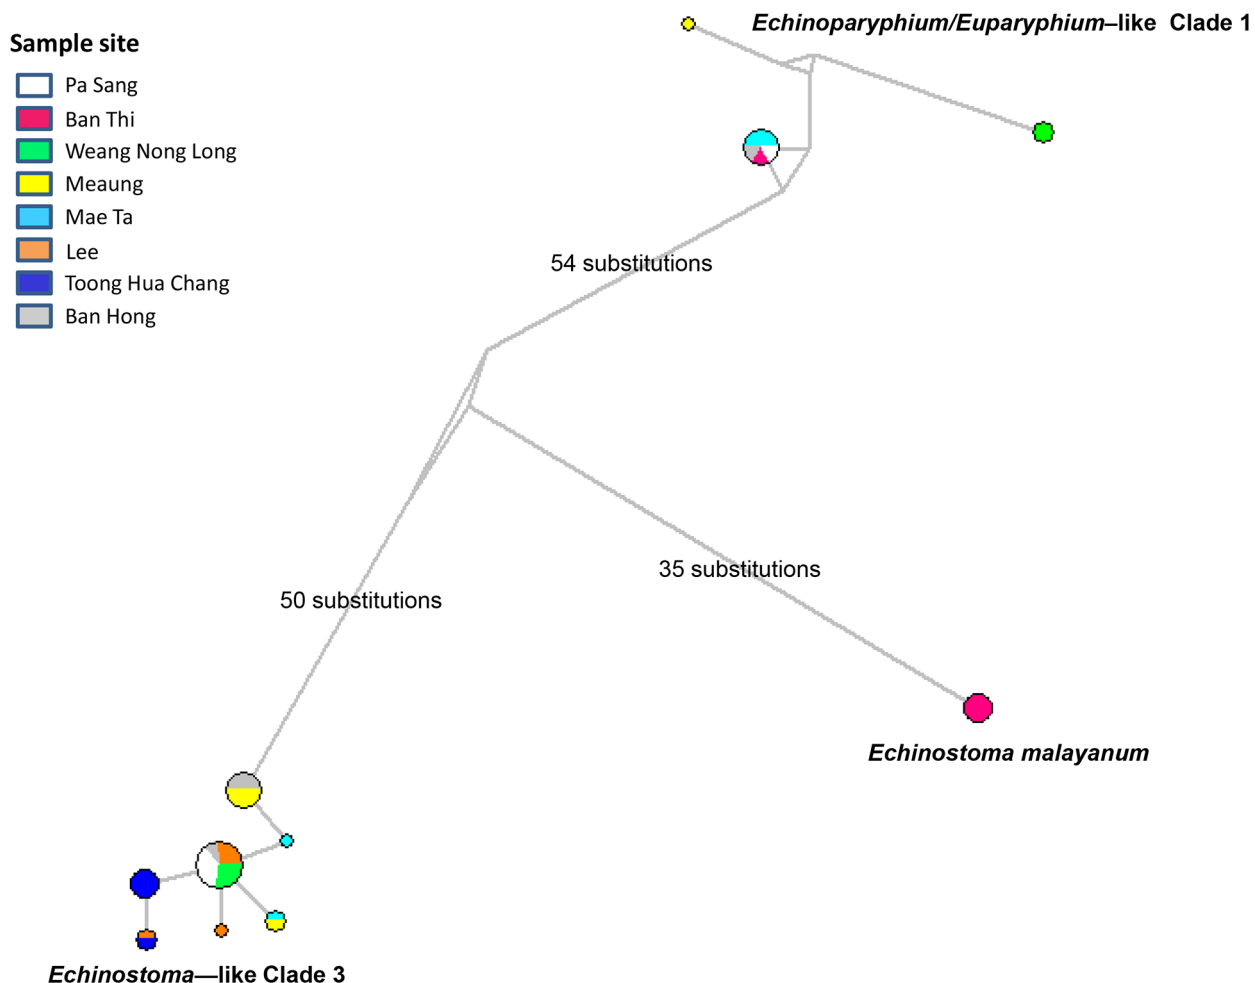 Echinoparyphium/Euparyphium–like Clade 1
Sample site
Pa Sang
Ban Thi
Weang Nong Long
Meaung
Mae Ta
Lee
Toong Hua Chang
Ban Hong
54 substitutions
35 substitutions
50 substitutions
Echinostoma malayanum
Echinostoma—like Clade 3